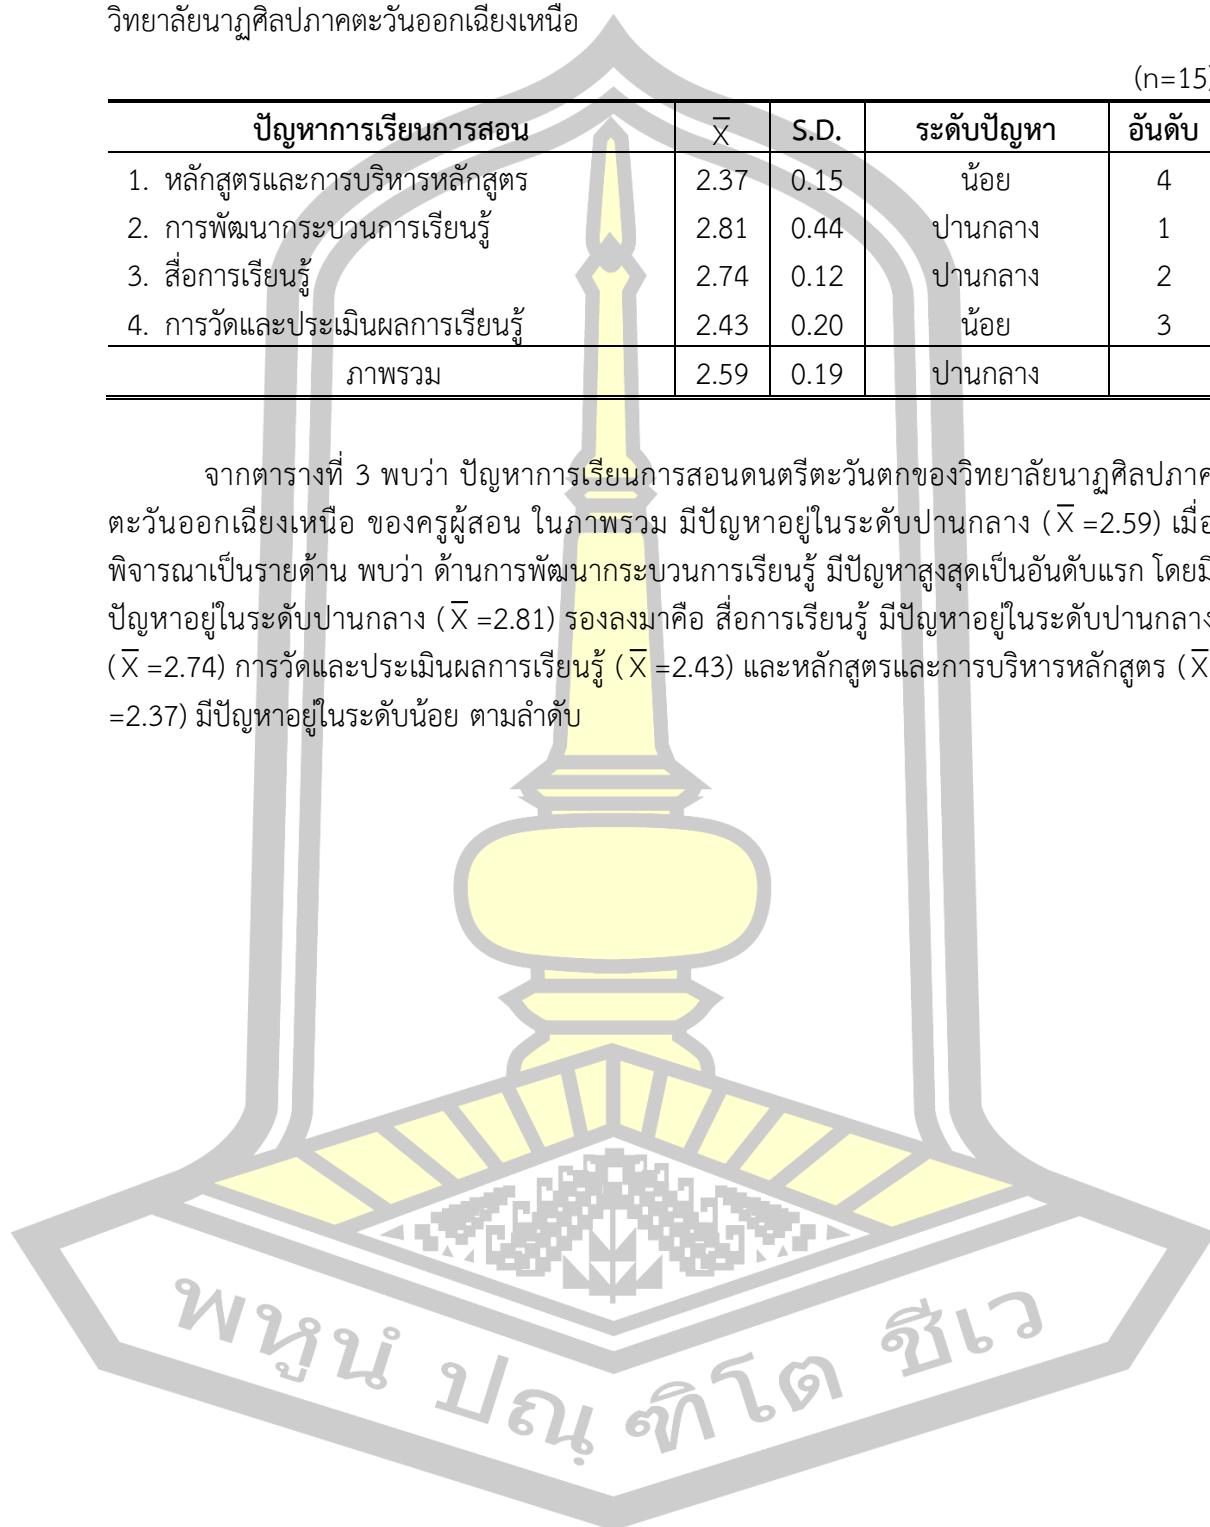 วิทยาลัยนาฏศิลปภาคตะวันออกเฉียงเหนือ
(n=15)
ปัญหาการเรียนการสอน X̅ S.D. ระดับปัญหา อันดับ
1. หลักสูตรและการบริหารหลักสูตร 2.37 0.15 น้อย 4
2. การพัฒนากระบวนการเรียนรู้ 2.81 0.44 ปานกลาง 1
3. สื่อการเรียนรู้ 2.74 0.12 ปานกลาง 2
4. การวัดและประเมินผลการเรียนรู้ 2.43 0.20 น้อย 3
ภาพรวม 2.59 0.19 ปานกลาง
จากตารางที่ 3 พบว่า ปัญหาการเรียนการสอนดนตรีตะวันตกของวิทยาลัยนาฏศิลปภาค
ตะวันออกเฉียงเหนือ ของครูผู้สอน ในภาพรวม มีปัญหาอยู่ในระดับปานกลาง (X̅ =2.59) เมื่อ
พิจารณาเป็นรายด้าน พบว่า ด้านการพัฒนากระบวนการเรียนรู้ มีปัญหาสูงสุดเป็นอันดับแรก โดยมี
ปัญหาอยู่ในระดับปานกลาง (X̅ =2.81) รองลงมาคือ สื่อการเรียนรู้ มีปัญหาอยู่ในระดับปานกลาง
(X̅ =2.74) การวัดและประเมินผลการเรียนรู้ (X̅ =2.43) และหลักสูตรและการบริหารหลักสูตร (X̅
=2.37) มีปัญหาอยู่ในระดับน้อย ตามลำดับ
พหูนํ ปณฺฑิโต ชีเว